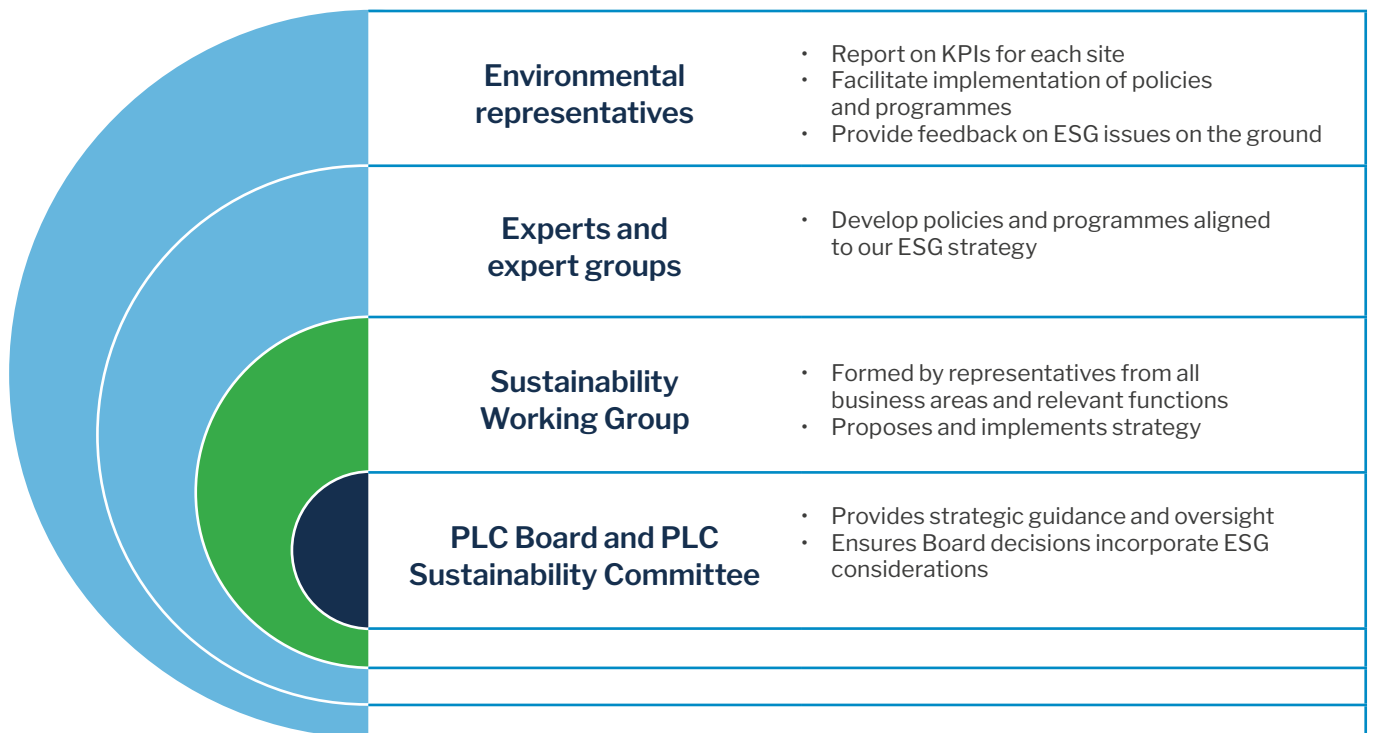 Environmental
representatives
• Report on KPIs for each site
• Facilitate implementation of policies
and programmes
• Provide feedback on ESG issues on the ground
Experts and
expert groups
• Develop policies and programmes aligned
to our ESG strategy
Sustainability
Working Group
• Formed by representatives from all
business areas and relevant functions
• Proposes and implements strategy
PLC Board and PLC
Sustainability Committee
• Provides strategic guidance and oversight
• Ensures Board decisions incorporate ESG
considerations